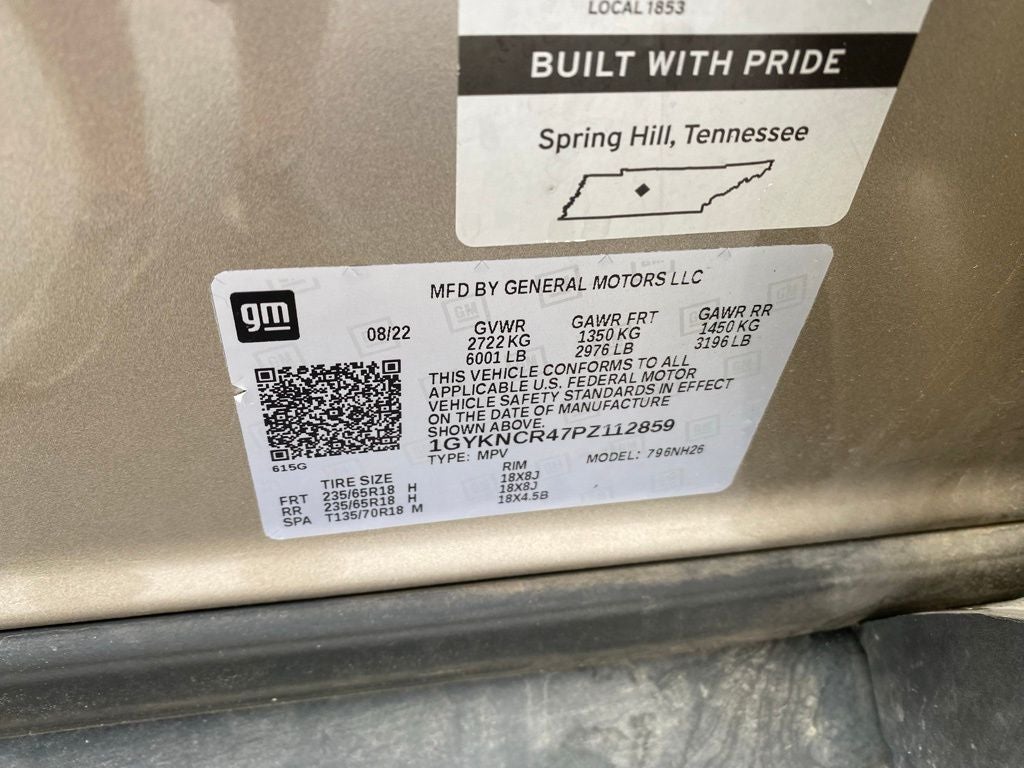 LOCAL 1853
BUILT WITH PRIDE
Spring Hill, Tennessee
gm
MFD BY GENERAL MOTORS LLC
08/22 GVWR GAWR FRT GAWR RR
2722 KG 1350 KG 1450 KG
6001 LB 2976 LB 3196 LB
THIS VEHICLE CONFORMS TO ALL
APPLICABLE U.S. FEDERAL MOTOR
VEHICLE SAFETY STANDARDS IN EFFECT
ON THE DATE OF MANUFACTURE
SHOWN ABOVE.
1GYKNCR47PZ112859
TYPE: MPV MODEL: 796NH26
615G
TIRE SIZE RIM
FRT 235/65R18 H 18X8J
RR 235/65R18 H 18X8J
SPA T135/70R18 M 18X4.5B